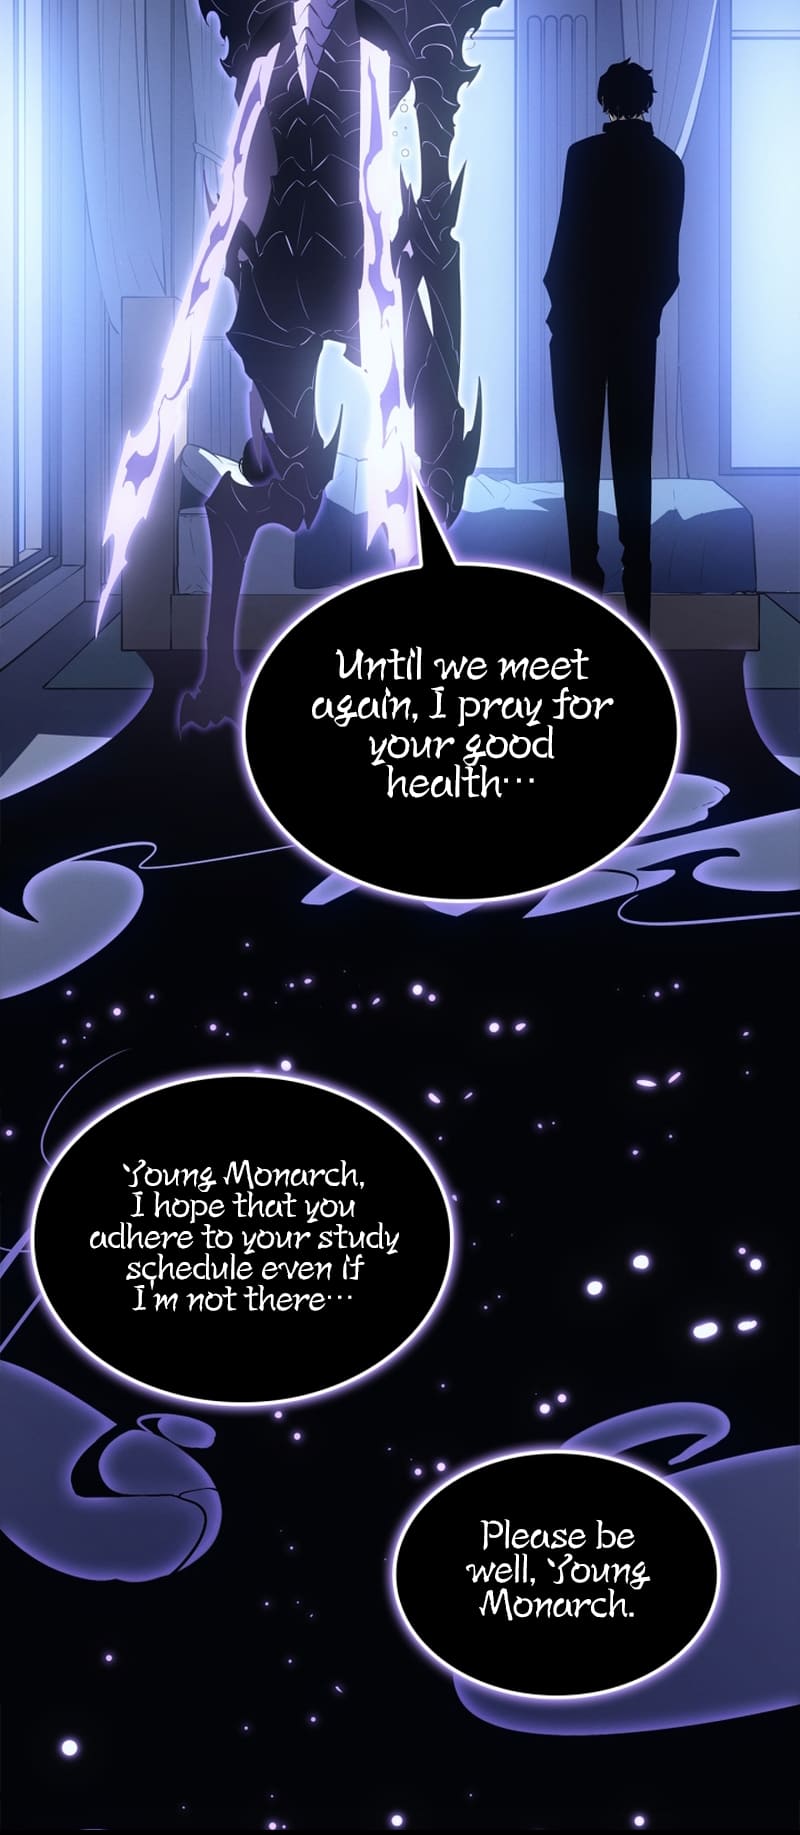 Until we meet
again, I pray for
your good
health...
Young Monarch,
I hope that you
adhere to your study
schedule even if
I'm not there...
Please be
well, Young
Monarch.